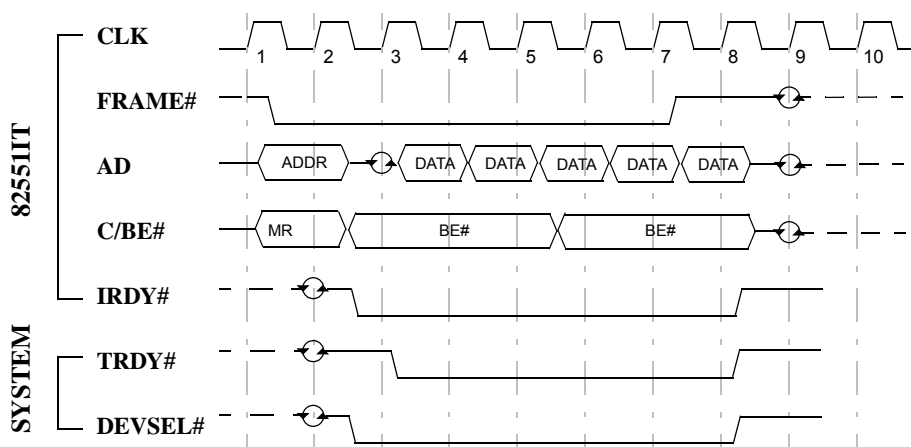 CLK
1 2 3 4 5 6 7 8 9 10
FRAME#
AD
ADDR DATA DATA DATA DATA DATA
C/BE#
MR BE# BE#
IRDY#
TRDY#
DEVSEL#
82551IT
SYSTEM